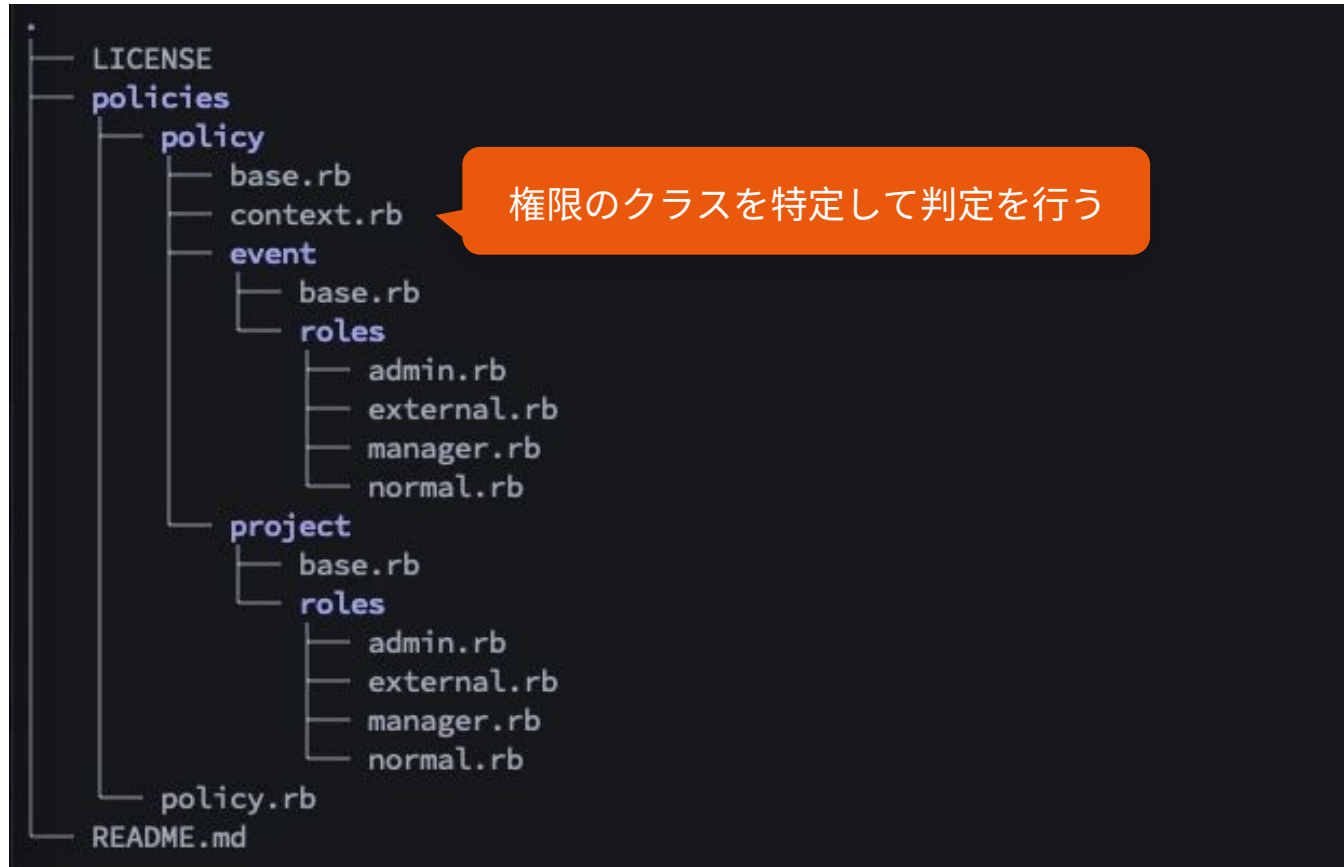 .
├── LICENSE
├── policies
│   ├── policy
│   │   ├── base.rb
│   │   ├── context.rb
権限のクラスを特定して判定を行う
│   │   ├── event
│   │   │   ├── base.rb
│   │   │   └── roles
│   │   │       ├── admin.rb
│   │   │       ├── external.rb
│   │   │       ├── manager.rb
│   │   │       └── normal.rb
│   │   └── project
│   │       ├── base.rb
│   │       └── roles
│   │           ├── admin.rb
│   │           ├── external.rb
│   │           ├── manager.rb
│   │           └── normal.rb
│   └── policy.rb
└── README.md